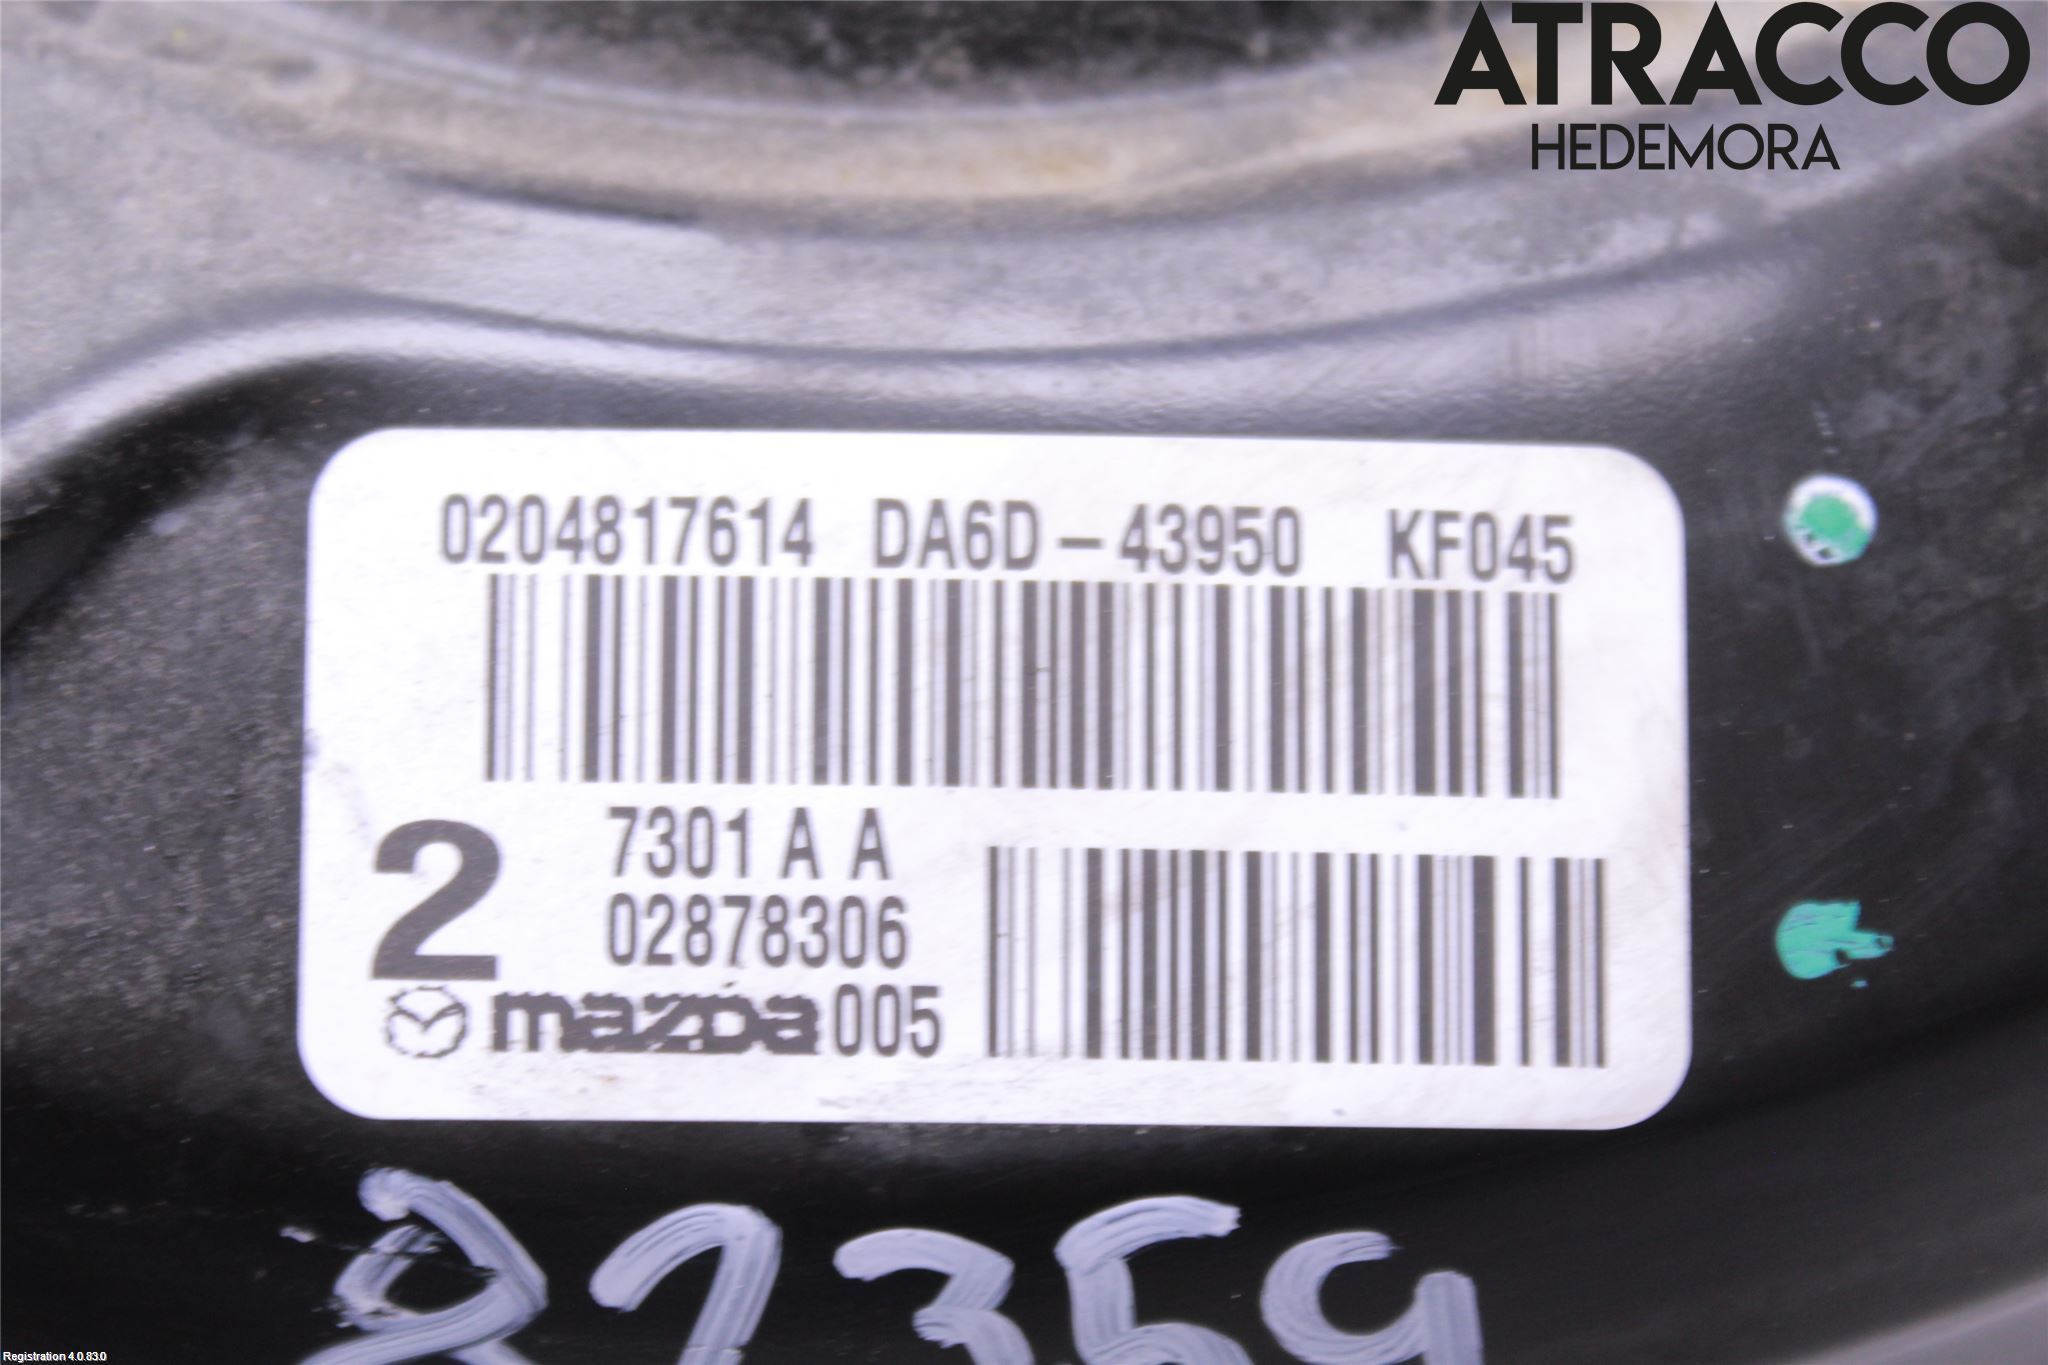 ATRACCO
HEDEMORA
0204817614 DA6D-43950 KF045
7301 A A
2
02878306
mazda 005
Registration 4.0.83.0